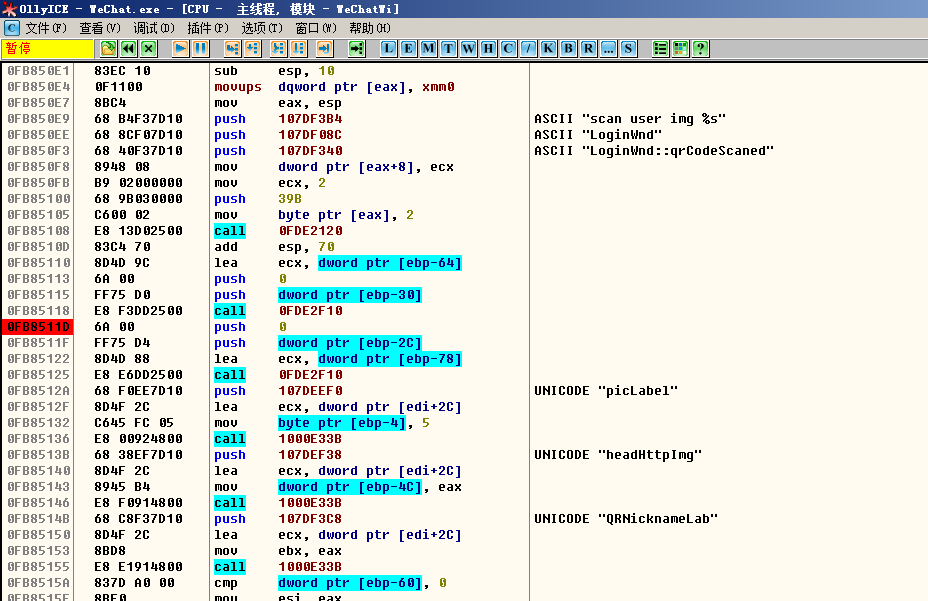 OllyICE - WeChat.exe - [CPU -  主线程, 模块 - WeChatWi]
C 文件(F) 查看(V) 调试(D) 插件(P) 选项(T) 窗口(W) 帮助(H)
暂停 L E M T W H C / K B R ... S ?
0FB850E1 83EC 10 sub esp, 10
0FB850E4 0F1100 movups dqword ptr [eax], xmm0
0FB850E7 8BC4 mov eax, esp
0FB850E9 68 B4F37D10 push 107DF3B4 ASCII "scan user img %s"
0FB850EE 68 8CF07D10 push 107DF08C ASCII "LoginWnd"
0FB850F3 68 40F37D10 push 107DF340 ASCII "LoginWnd::qrCodeScaned"
0FB850F8 8948 08 mov dword ptr [eax+8], ecx
0FB850FB B9 02000000 mov ecx, 2
0FB85100 68 9B030000 push 39B
0FB85105 C600 02 mov byte ptr [eax], 2
0FB85108 E8 13D02500 call 0FDE2120
0FB8510D 83C4 70 add esp, 70
0FB85110 8D4D 9C lea ecx, dword ptr [ebp-64]
0FB85113 6A 00 push 0
0FB85115 FF75 D0 push dword ptr [ebp-30]
0FB85118 E8 F3DD2500 call 0FDE2F10
0FB8511D 6A 00 push 0
0FB8511F FF75 D4 push dword ptr [ebp-2C]
0FB85122 8D4D 88 lea ecx, dword ptr [ebp-78]
0FB85125 E8 E6DD2500 call 0FDE2F10
0FB8512A 68 F0EE7D10 push 107DEEF0 UNICODE "picLabel"
0FB8512F 8D4F 2C lea ecx, dword ptr [edi+2C]
0FB85132 C645 FC 05 mov byte ptr [ebp-4], 5
0FB85136 E8 00924800 call 1000E33B
0FB8513B 68 38EF7D10 push 107DEF38 UNICODE "headHttpImg"
0FB85140 8D4F 2C lea ecx, dword ptr [edi+2C]
0FB85143 8945 B4 mov dword ptr [ebp-4C], eax
0FB85146 E8 F0914800 call 1000E33B
0FB8514B 68 C8F37D10 push 107DF3C8 UNICODE "QRNicknameLab"
0FB85150 8D4F 2C lea ecx, dword ptr [edi+2C]
0FB85153 8BD8 mov ebx, eax
0FB85155 E8 E1914800 call 1000E33B
0FB8515A 837D A0 00 cmp dword ptr [ebp-60], 0
0FB8515E 8BF0 mov esi, eax